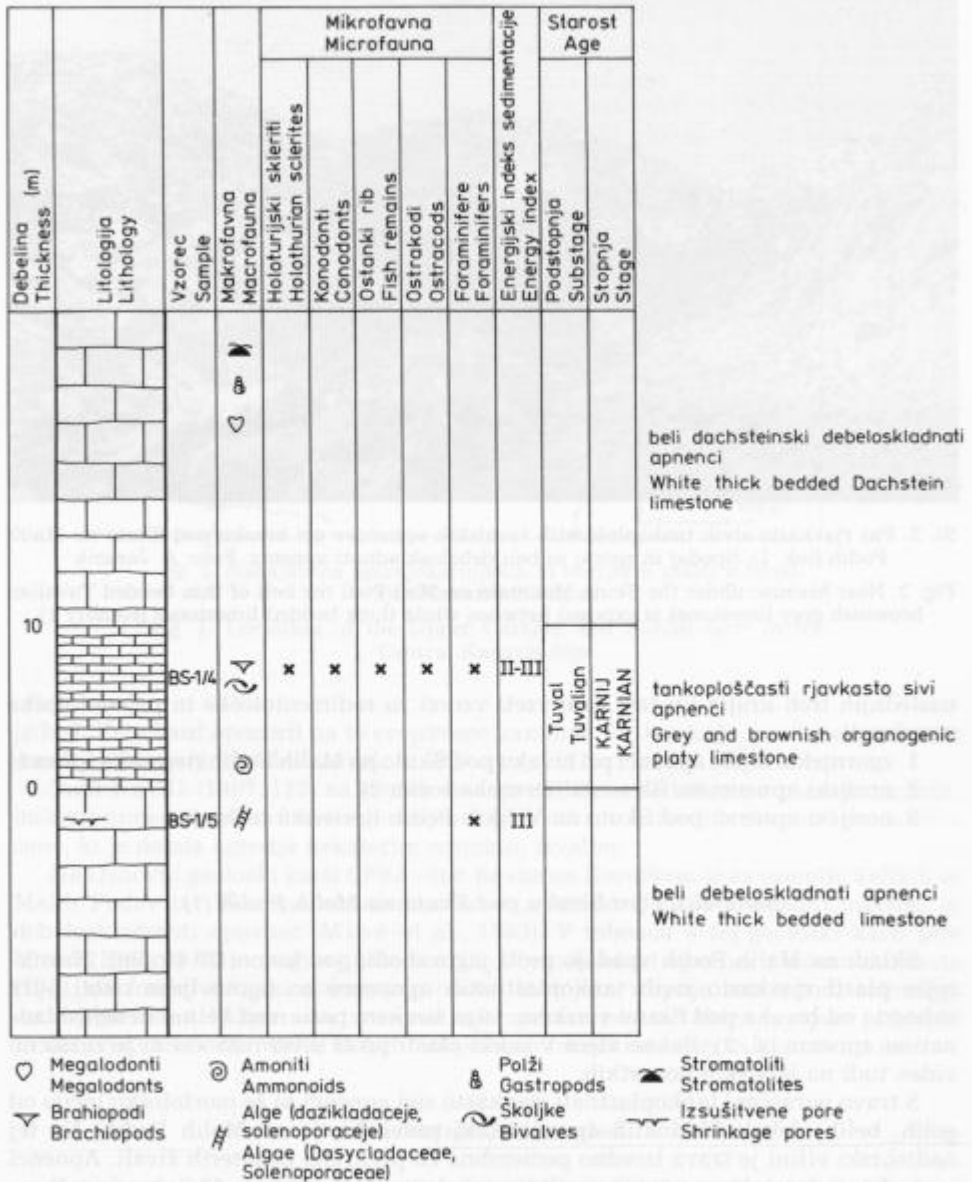 Debelina (m)
Thickness
Litologija
Lithology
Vzorec
Sample
Makrofavna
Macrofauna
Mikrofavna
Microfauna
Holoturijski skleriti
Holothurian sclerites
Konodonti
Conodonts
Ostanki rib
Fish remains
Ostrakodi
Ostracods
Foraminifere
Foraminifers
Energijski indeks sedimentacije
Energy index
Starost
Age
Podstopnja
Substage
Stopnja
Stage
beli dachsteinski debeloskladnati
apnenci
White thick bedded Dachstein
limestone
10
BS-1/4
x x x x x
II-III
Tuval
Tuvalian
KARNIJ
KARNIAN
tankoploščasti rjavkasto sivi
apnenci
Grey and brownish organogenic
platy limestone
0
BS-1/5
x
III
beli debeloskladnati apnenci
White thick bedded limestone
Megalodonti
Megalodonts
Amoniti
Ammonoids
Polži
Gastropods
Stromatoliti
Stromatolites
Brahiopodi
Brachiopods
Alge (dazikladaceje,
solenoporaceje)
Algae (Dasycladaceae,
Solenoporaceae)
Školjke
Bivalves
Izsušitvene pore
Shrinkage pores